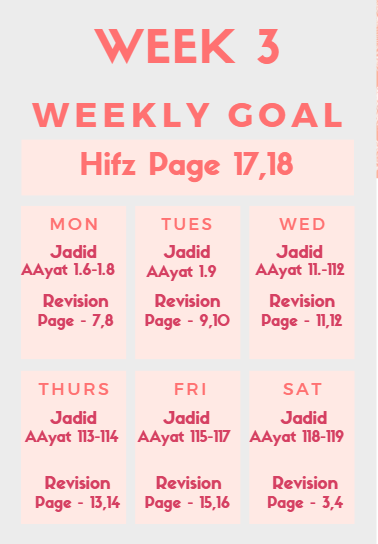 WEEK 3
WEEKLY GOAL
Hifz Page 17,18
MON
Jadid
AAyat 1.6-1.8
Revision
Page - 7,8
TUES
Jadid
AAyat 1.9
Revision
Page - 9,10
WED
Jadid
AAyat 11.-112
Revision
Page - 11,12
THURS
Jadid
AAyat 113-114
Revision
Page - 13,14
FRI
Jadid
AAyat 115-117
Revision
Page - 15,16
SAT
Jadid
AAyat 118-119
Revision
Page - 3,4